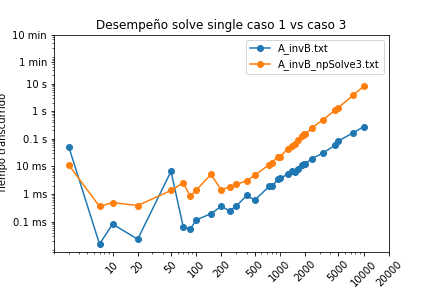 Desempeño solve single caso 1 vs caso 3
10 min
1 min
10 s
1 s
0.1 s
10 ms
1 ms
0.1 ms
transcurrido
A_invB.txt
A_invB_npSolve3.txt
10
20
50
100
200
500
1000
2000
5000
10000
20000